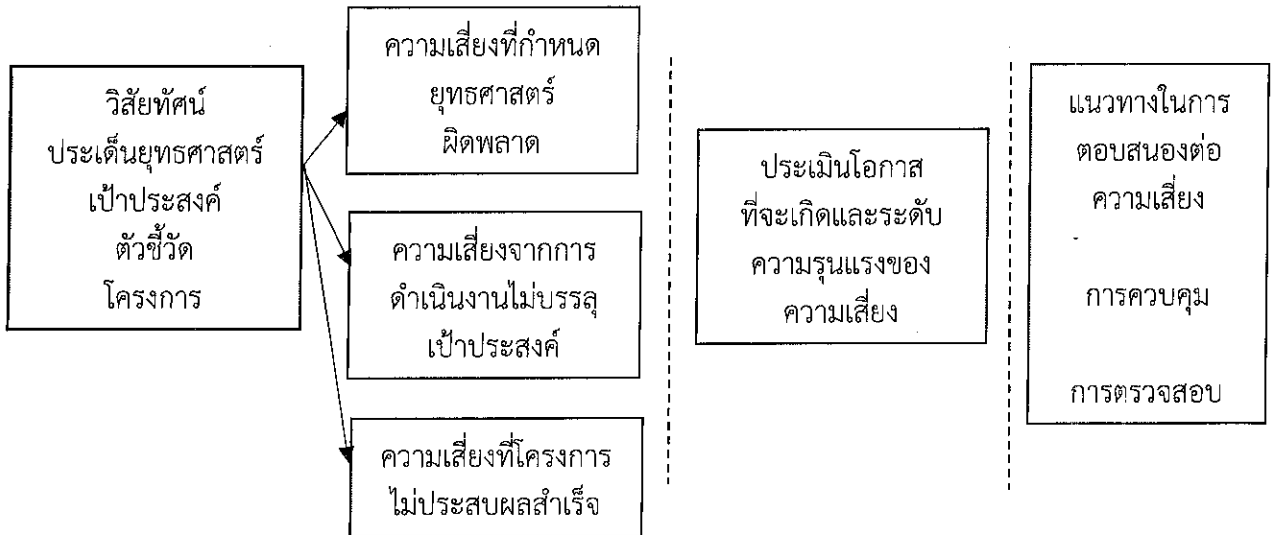 วิสัยทัศน์
ประเด็นยุทธศาสตร์
เป้าประสงค์
ตัวชี้วัด
โครงการ
ความเสี่ยงที่กำหนด
ยุทธศาสตร์
ผิดพลาด
ความเสี่ยงจากการ
ดำเนินงานไม่บรรลุ
เป้าประสงค์
ความเสี่ยงที่โครงการ
ไม่ประสบผลสำเร็จ
ประเมินโอกาส
ที่จะเกิดและระดับ
ความรุนแรงของ
ความเสี่ยง
แนวทางในการ
ตอบสนองต่อ
ความเสี่ยง
การควบคุม
การตรวจสอบ